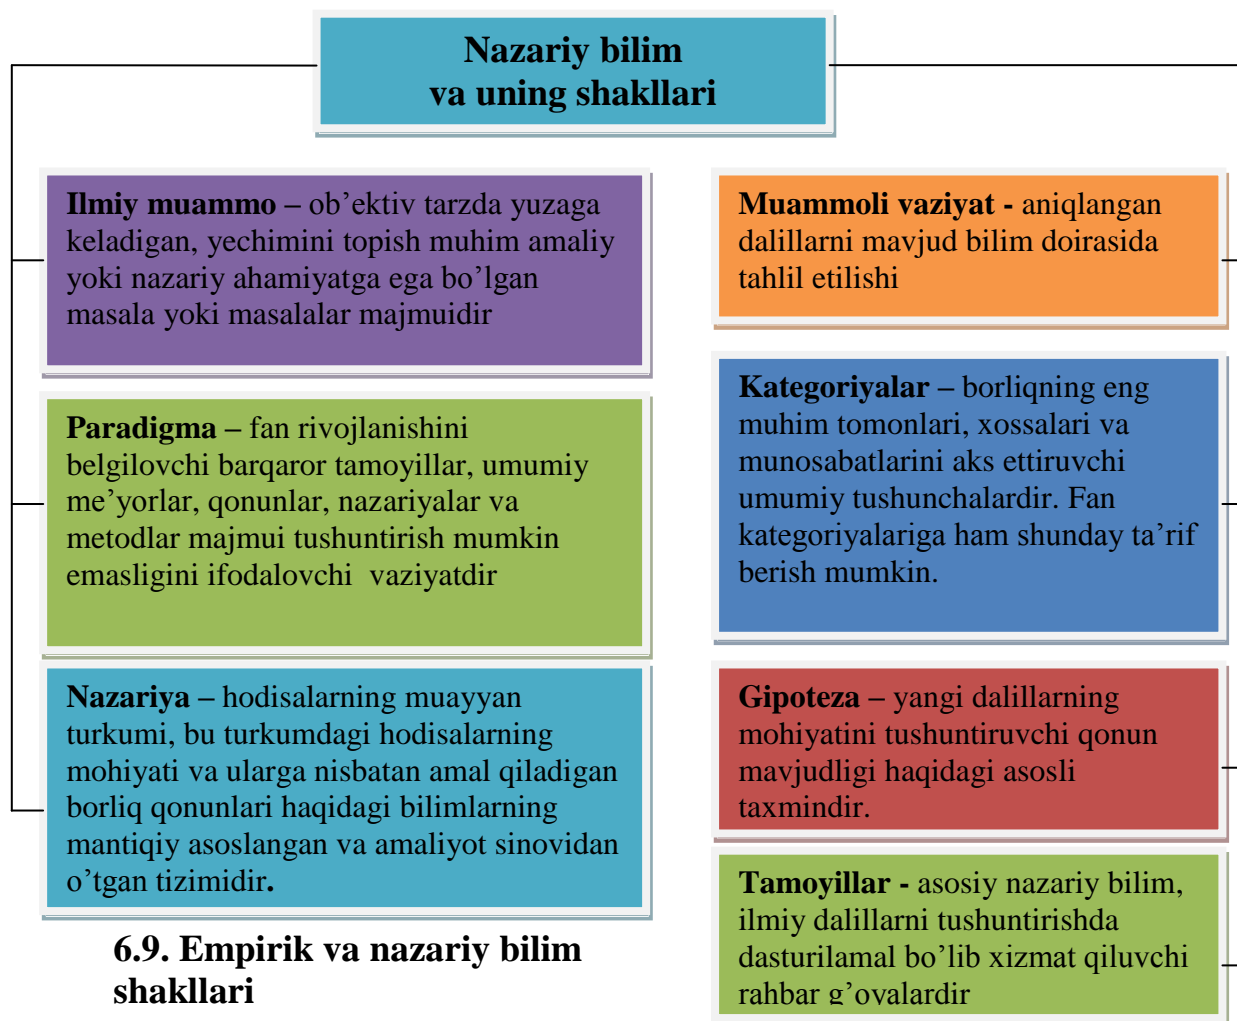 Nazariy bilim
va uning shakllari
Ilmiy muammo – ob’ektiv tarzda yuzaga
keladigan, yechimini topish muhim amaliy
yoki nazariy ahamiyatga ega bo’lgan
masala yoki masalalar majmuidir
Paradigma – fan rivojlanishini
belgilovchi barqaror tamoyillar, umumiy
me’yorlar, qonunlar, nazariyalar va
metodlar majmui tushuntirish mumkin
emasligini ifodalovchi vaziyatdir
Nazariya – hodisalarning muayyan
turkumi, bu turkumdagi hodisalarning
mohiyati va ularga nisbatan amal qiladigan
borliq qonunlari haqidagi bilimlarning
mantiqiy asoslangan va amaliyot sinovidan
o’tgan tizimidir.
6.9. Empirik va nazariy bilim
shakllari
Muammoli vaziyat - aniqlangan
dalillarni mavjud bilim doirasida
tahlil etilishi
Kategoriyalar – borliqning eng
muhim tomonlari, xossalari va
munosabatlarini aks ettiruvchi
umumiy tushunchalardir. Fan
kategoriyalariga ham shunday ta’rif
berish mumkin.
Gipoteza – yangi dalillarning
mohiyatini tushuntiruvchi qonun
mavjudligi haqidagi asosli
taxmindir.
Tamoyillar - asosiy nazariy bilim,
ilmiy dalillarni tushuntirishda
dasturilamal bo’lib xizmat qiluvchi
rahbar g’oyalardir